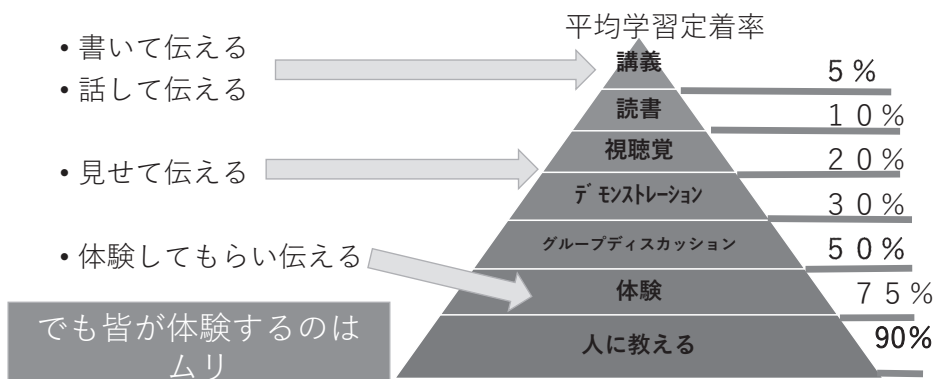 平均学習定着率
• 書いて伝える
• 話して伝える
• 見せて伝える
• 体験してもらい伝える
でも皆が体験するのは
ムリ
講義
5%
読書
10%
視聴覚
20%
デモンストレーション
30%
グループディスカッション
50%
体験
75%
人に教える
90%